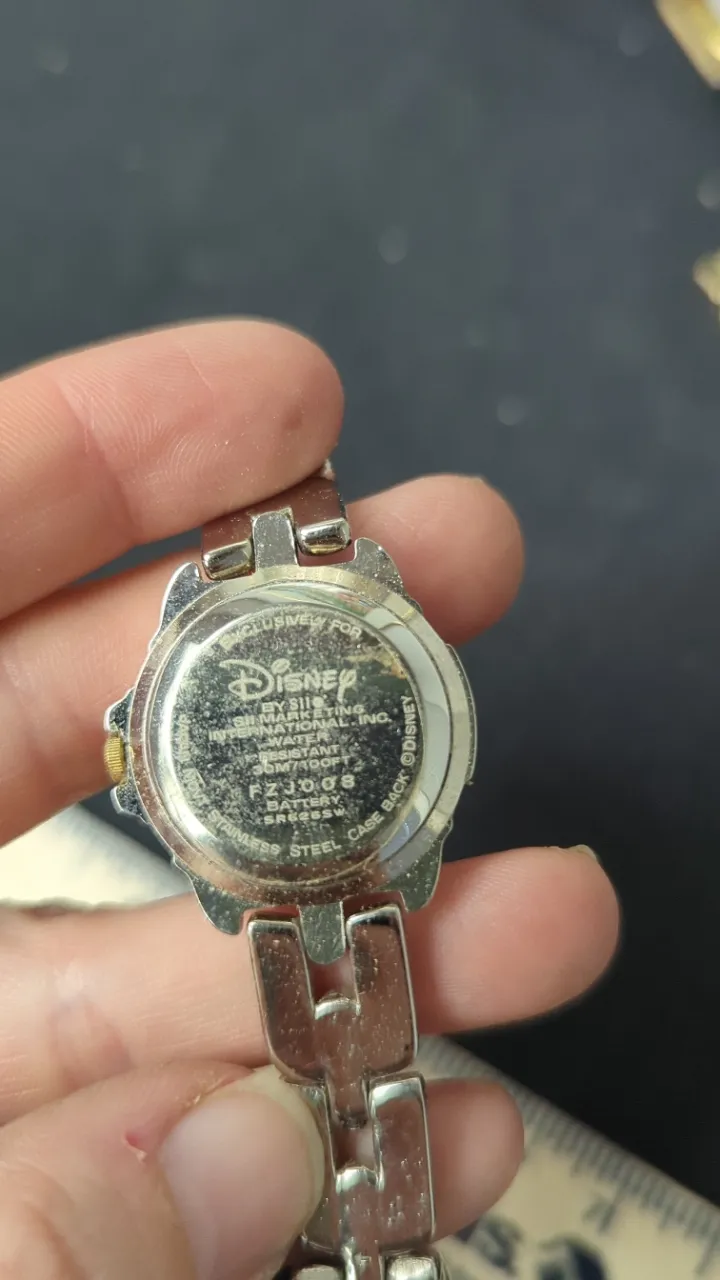 EXCLUSIVELY FOR
Disney
BY SII
SII MARKETING
INTERNATIONAL, INC.
WATER
RESISTANT
30M/100FT
FZJ008
BATTERY
SR626SW
STAINLESS STEEL CASE BACK ©DISNEY